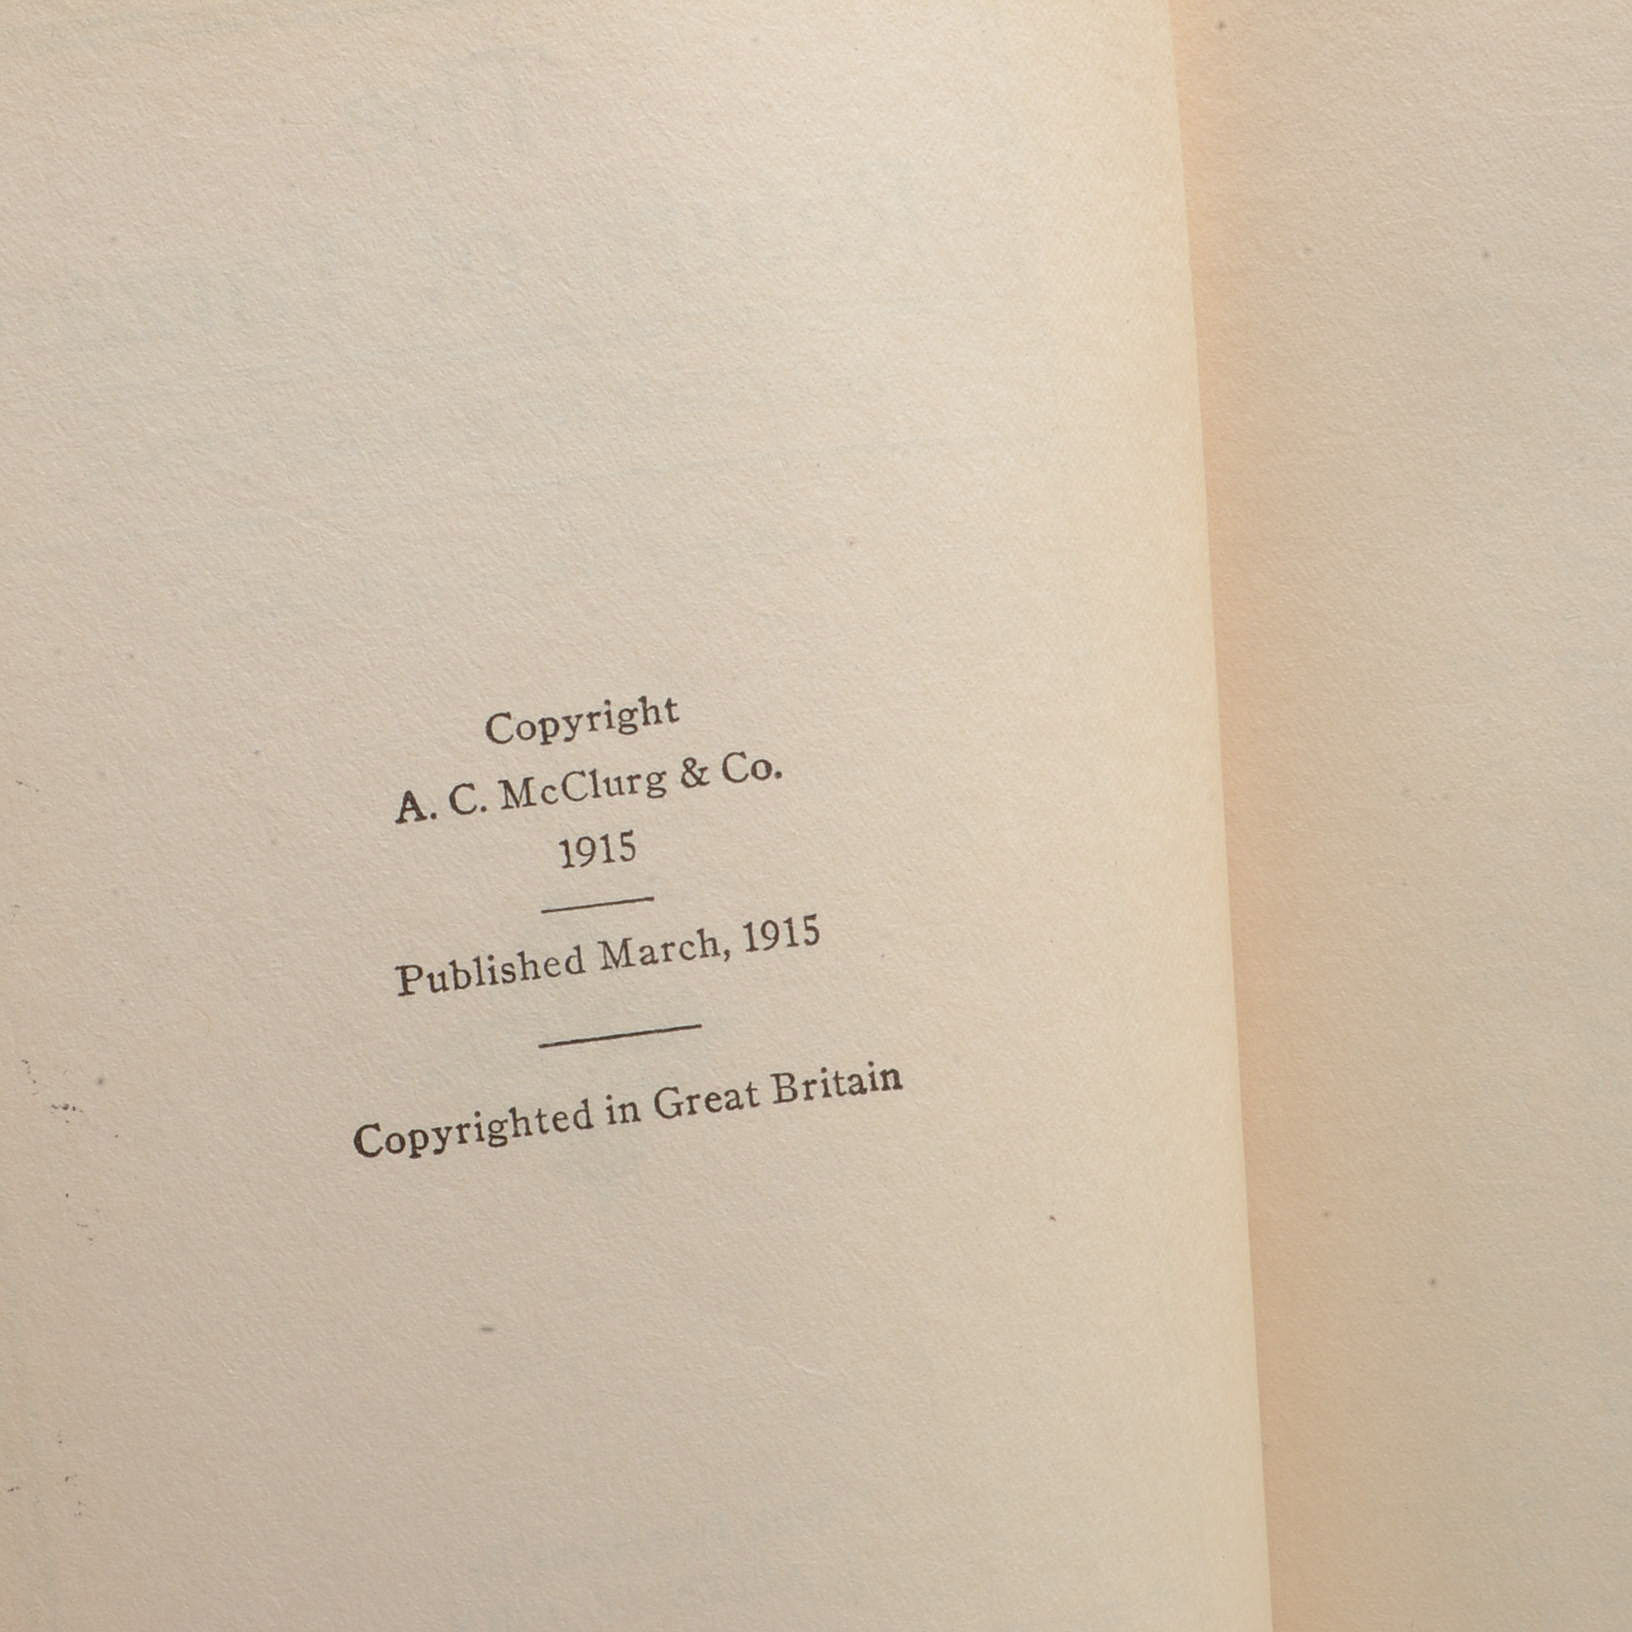 Copyright
A. C. McClurg & Co.
1915
Published March, 1915
Copyrighted in Great Britain